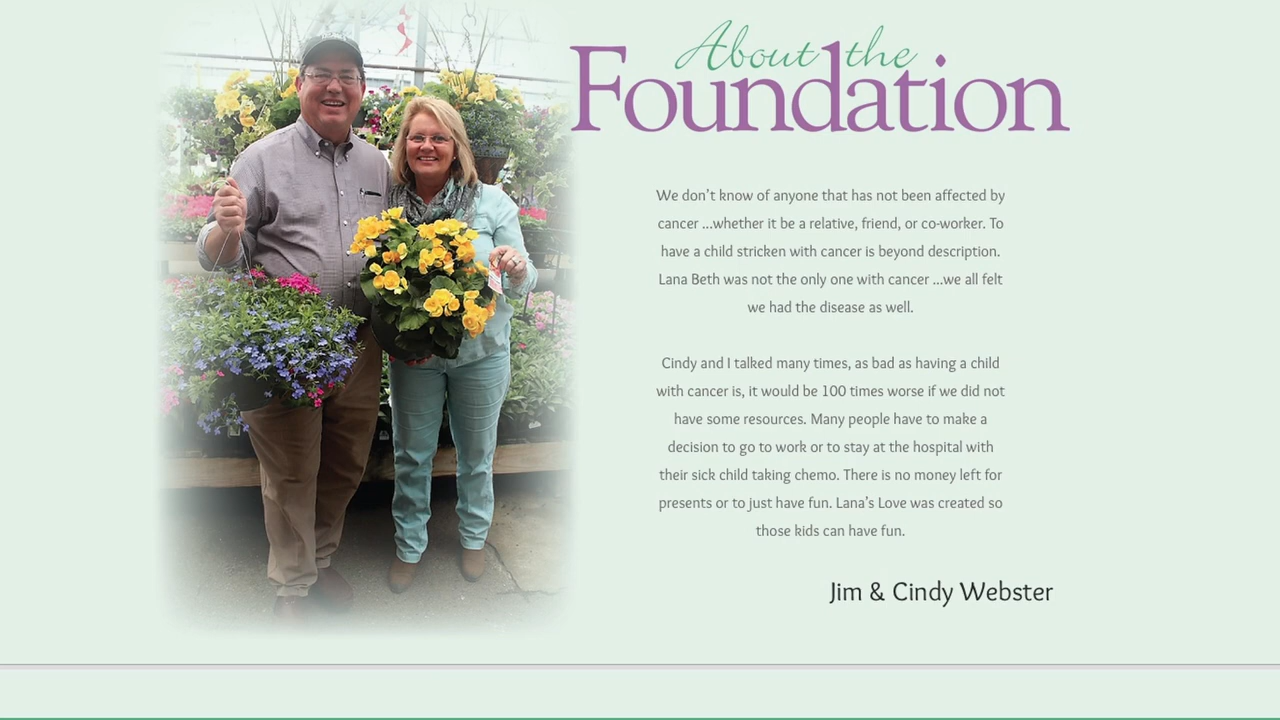 About the
Foundation
We don't know of anyone that has not been affected by
cancer ...whether it be a relative, friend, or co-worker. To
have a child stricken with cancer is beyond description.
Lana Beth was not the only one with cancer ...we all felt
we had the disease as well.
Cindy and I talked many times, as bad as having a child
with cancer is, it would be 100 times worse if we did not
have some resources. Many people have to make a
decision to go to work or to stay at the hospital with
their sick child taking chemo. There is no money left for
presents or to just have fun. Lana's Love was created so
those kids can have fun.
Jim & Cindy Webster